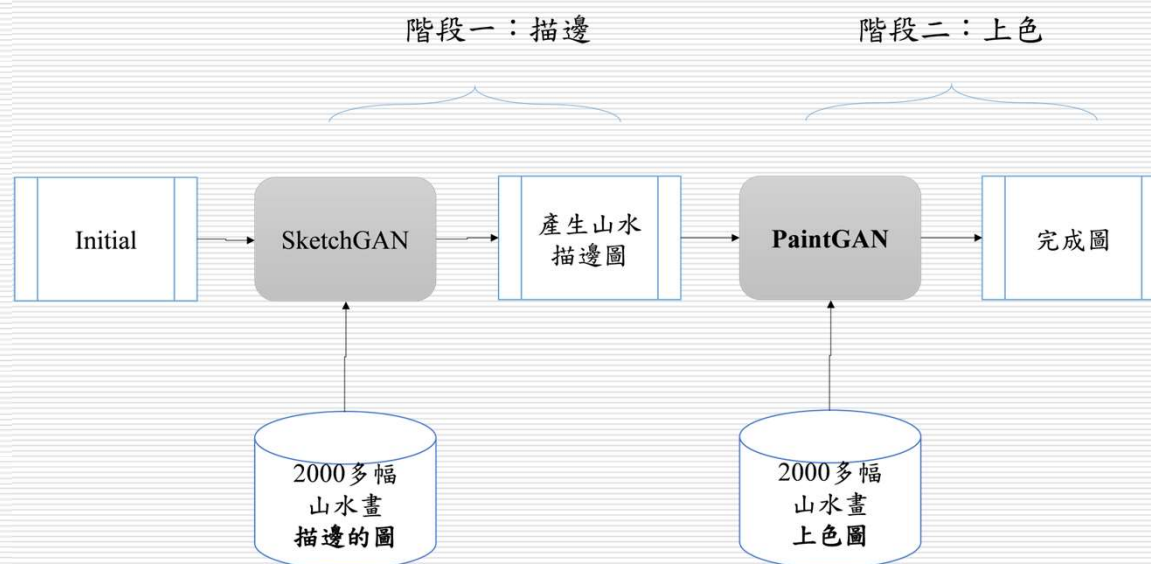 階段一：描邊
階段二：上色
Initial
SketchGAN
產生山水
描邊圖
PaintGAN
完成圖
2000多幅
山水畫
描邊的圖
2000多幅
山水畫
上色圖